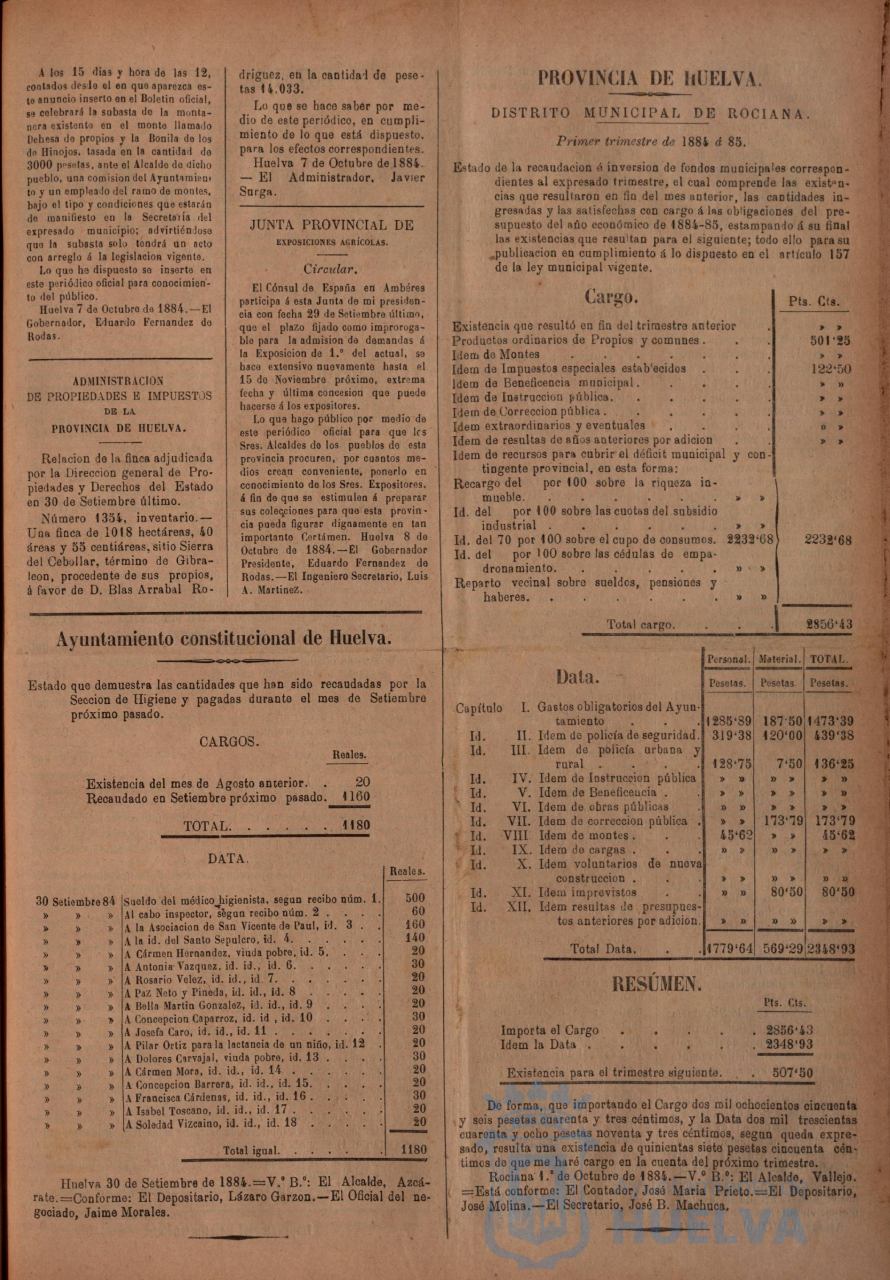 A los 15 dias y hora de las 12,
contados desde el en que aparezca es-
te anuncio inserto en el Boletin oficial,
se celebrará la subasta de la monta-
nera existente en el monte llamado
Dehesa de propios y la Bonila de los
de Hinojos, tasada en la cantidad de
3000 pesetas, ante el Alcalde de dicho
pueblo, una comision del Ayuntamien-
to y un empleado del ramo de montes,
bajo el tipo y condiciones que estarán
de manifiesto en la Secretaría del
expresado municipio; advirtiéndose
que la subasta solo tendrá un acto
con arreglo á la legislacion vigente.
Lo que he dispuesto se inserte en
este periódico oficial para conocimien-
to del público.
Huelva 7 de Octubre de 1884.—El
Gobernador, Eduardo Fernandez de
Rodas.
ADMINISTRACION
DE PROPIEDADES E IMPUESTOS
DE LA
PROVINCIA DE HUELVA.
Relacion de la finca adjudicada
por la Direccion general de Pro-
piedades y Derechos del Estado
en 30 de Setiembre último.
Número 1354, inventario.—
Una finca de 1018 hectáreas, 40
áreas y 55 centiáreas, sitio Sierra
del Cebollar, término de Gibra-
leon, procedente de sus propios,
á favor de D. Blas Arrabal Ro-
driguez, en la cantidad de pese-
tas 14.033.
Lo que se hace saber por me-
dio de este periódico, en cumpli-
miento de lo que está dispuesto,
para los efectos correspondientes.
Huelva 7 de Octubre de 1884.
— El Administrador, Javier
Surga.
JUNTA PROVINCIAL DE
EXPOSICIONES AGRÍCOLAS.
Circular.
El Cónsul de España en Ambéres
participa á esta Junta de mi presiden-
cia con fecha 29 de Setiembre último,
que el plazo fijado como improroga-
ble para la admision de demandas á
la Exposicion de 1.º del actual, se
hace extensivo nuevamente hasta el
15 de Noviembre próximo, extrema
fecha y última concesion que puede
hacerse á los expositores.
Lo que hago público por medio de
este periódico oficial para que los
Sres. Alcaldes de los pueblos de esta
provincia procuren, por cuantos me-
dios crean conveniente, ponerlo en
conocimiento de los Sres. Expositores,
á fin de que se estimulen á preparar
sus colecciones para que esta provin-
cia pueda figurar dignamente en tan
importante Certámen. Huelva 8 de
Octubre de 1884.—El Gobernador
Presidente, Eduardo Fernandez de
Rodas.—El Ingeniero Secretario, Luis
A. Martinez.
Ayuntamiento constitucional de Huelva.
Estado que demuestra las cantidades que han sido recaudadas por la
Seccion de Higiene y pagadas durante el mes de Setiembre
próximo pasado.
CARGOS.
Reales.
Existencia del mes de Agosto anterior. . 20
Recaudado en Setiembre próximo pasado. 1160
TOTAL. . . . . . 1180
DATA.
Reales.
30 Setiembre 84 Sueldo del médico higienista, segun recibo núm. 1. 500
» » » Al cabo inspector, segun recibo núm. 2 . . . . 60
» » » A la Asociacion de San Vicente de Paul, id. 3 . . 160
» » » A la id. del Santo Sepulcro, id. 4. . . . . . 140
» » » A Cármen Hernandez, viuda pobre, id. 5. . . . 20
» » » A Antonia Vazquez, id. id., id. 6. . . . . . 30
» » » A Rosario Velez, id. id., id. 7. . . . . . 20
» » » A Paz Neto y Pineda, id. id., id. 8 . . . . . 20
» » » A Bella Martin Gonzalez, id. id., id. 9 . . . . 20
» » » A Concepcion Caparroz, id. id , id. 10 . . . . 30
» » » A Josefa Caro, id. id., id. 11 . . . . . . 20
» » » A Pilar Ortiz para la lactancia de un niño, id. 12 . 20
» » » A Dolores Carvajal, viuda pobre, id. 13 . . . . 30
» » » A Cármen Mora, id. id., id. 14 . . . . . . 20
» » » A Concepcion Barrera, id. id., id. 15. . . . . 20
» » » A Francisca Cárdenas, id. id., id. 16 . . . . . 30
» » » A Isabel Toscano, id. id., id. 17 . . . . . . 20
» » » A Soledad Vizcaino, id. id., id. 18 . . . . . 20
Total igual. . . . . . 1180
Huelva 30 de Setiembre de 1884.=V.º B.º: El Alcalde, Azcá-
rate.=Conforme: El Depositario, Lázaro Garzon.—El Oficial del ne-
gociado, Jaime Morales.
PROVINCIA DE HUELVA.
DISTRITO MUNICIPAL DE ROCIANA.
Primer trimestre de 1884 á 85.
Estado de la recaudacion é inversion de fondos municipales correspon-
dientes al expresado trimestre, el cual comprende las existen-
cias que resultaron en fin del mes anterior, las cantidades in-
gresadas y las satisfechas con cargo á las obligaciones del pre-
supuesto del año económico de 1884-85, estampando á su final
las existencias que resultan para el siguiente; todo ello para su
publicacion en cumplimiento á lo dispuesto en el artículo 157
de la ley municipal vigente.
Cargo.
Pts. Cts.
Existencia que resultó en fin del trimestre anterior . » »
Productos ordinarios de Propios y comunes . . . 501'25
Idem de Montes . . . . . . . » »
Idem de Impuestos especiales establecidos . . . 122'50
Idem de Beneficencia municipal . . . . . » »
Idem de Instruccion pública. . . . . . » »
Idem de Correccion pública . . . . . . » »
Idem extraordinarios y eventuales . . . . » »
Idem de resultas de años anteriores por adicion . . » »
Idem de recursos para cubrir el déficit municipal y con-
tingente provincial, en esta forma:
Recargo del por 100 sobre la riqueza in-
mueble. . . . . . . » »
Id. del por 100 sobre las cuotas del subsidio
industrial . . . . . . » »
Id. del 70 por 100 sobre el cupo de consumos. 2232'68 2232'68
Id. del por 100 sobre las cédulas de empa-
dronamiento. . . . . . » »
Reparto vecinal sobre sueldos, pensiones y
haberes. . . . . . . » »
Total cargo. . . . 2856'43
Data.
Personal. Material. TOTAL.
Pesetas. Pesetas. Pesetas.
Capítulo I. Gastos obligatorios del Ayun-
tamiento . . . 1285'89 187'50 1473'39
Id. II. Idem de policía de seguridad. 319'38 120'00 439'38
Id. III. Idem de policía urbana y
rural . . . . 128'75 7'50 136'25
Id. IV. Idem de Instruccion pública » » » » » »
Id. V. Idem de Beneficencia . . » » » » » »
Id. VI. Idem de obras públicas . » » » » » »
Id. VII. Idem de correccion pública . » » 173'79 173'79
Id. VIII Idem de montes . . . 45'62 » » 45'62
Id. IX. Idem de cargas . . . » » » » » »
Id. X. Idem voluntarios de nueva
construccion . . . » » » » » »
Id. XI. Idem imprevistos . . » » 80'50 80'50
Id. XII. Idem resultas de presupues-
tos anteriores por adicion. » » » » » »
Total Data. . . 1779'64 569'29 2348'93
RESÚMEN.
Pts. Cts.
Importa el Cargo . . . . . 2856'43
Idem la Data . . . . . . 2348'93
Existencia para el trimestre siguiente. . . 507'50
De forma, que importando el Cargo dos mil ochocientos cincuenta
y seis pesetas cuarenta y tres céntimos, y la Data dos mil trescientas
cuarenta y ocho pesetas noventa y tres céntimos, segun queda expre-
sado, resulta una existencia de quinientas siete pesetas cincuenta cén-
timos de que me haré cargo en la cuenta del próximo trimestre.
Rociana 1.º de Octubre de 1884.—V.º B.º: El Alcalde, Vallejo.
=Está conforme: El Contador, José Maria Prieto.=El Depositario,
José Molina.—El Secretario, José B. Machuca.
HUELVA